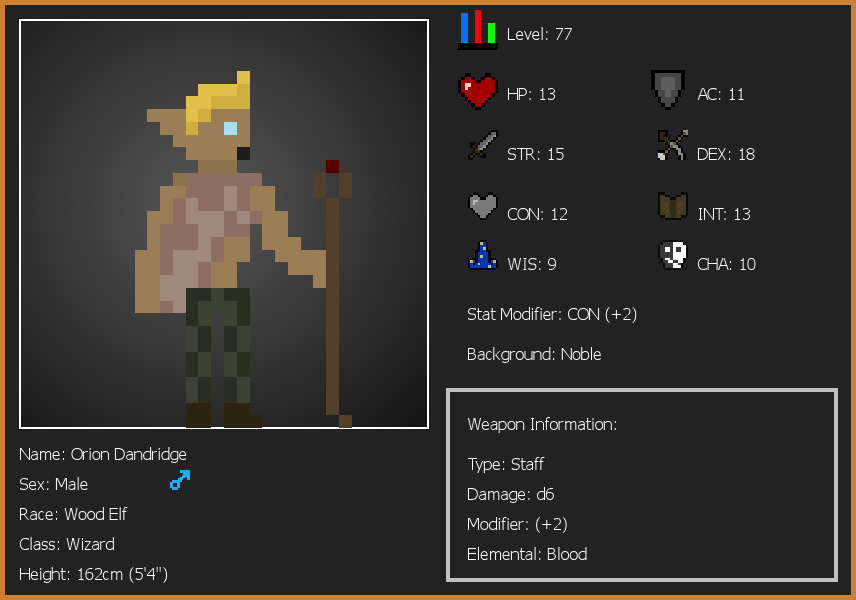 Level: 77
HP: 13
AC: 11
STR: 15
DEX: 18
CON: 12
INT: 13
WIS: 9
CHA: 10
Stat Modifier: CON (+2)
Background: Noble
Weapon Information:
Type: Staff
Damage: d6
Modifier: (+2)
Elemental: Blood
Name: Orion Dandridge
Sex: Male
Race: Wood Elf
Class: Wizard
Height: 162cm (5'4")